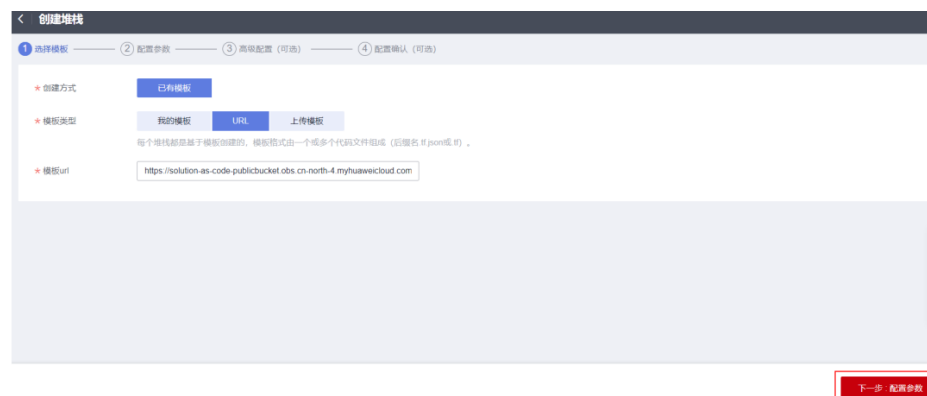 < 创建堆栈
1 选择模板 2 配置参数 3 高级配置（可选） 4 配置确认（可选）
* 创建方式 已有模板
* 模板类型 我的模板 URL 上传模板
每个堆栈都是基于模板创建的，模板格式由一个或多个代码文件组成（后缀名.tf.json或.tf）。
* 模板url https://solution-as-code-publicbucket.obs.cn-north-4.myhuaweicloud.com
下一步：配置参数